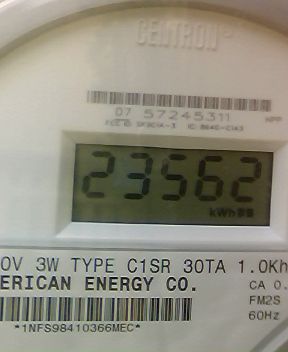 CENTRON
07 57245311
23562
kWh
0V 3W TYPE C1SR 30TA 1.0Kh
ERICAN ENERGY CO.
CA 0.
FM2S
60Hz
*1NFS98410366MEC*